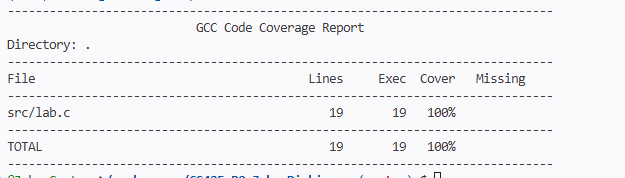 ------------------------------------------------------------------------------
GCC Code Coverage Report
Directory: .
------------------------------------------------------------------------------
File Lines Exec Cover Missing
------------------------------------------------------------------------------
src/lab.c 19 19 100%
------------------------------------------------------------------------------
TOTAL 19 19 100%
------------------------------------------------------------------------------